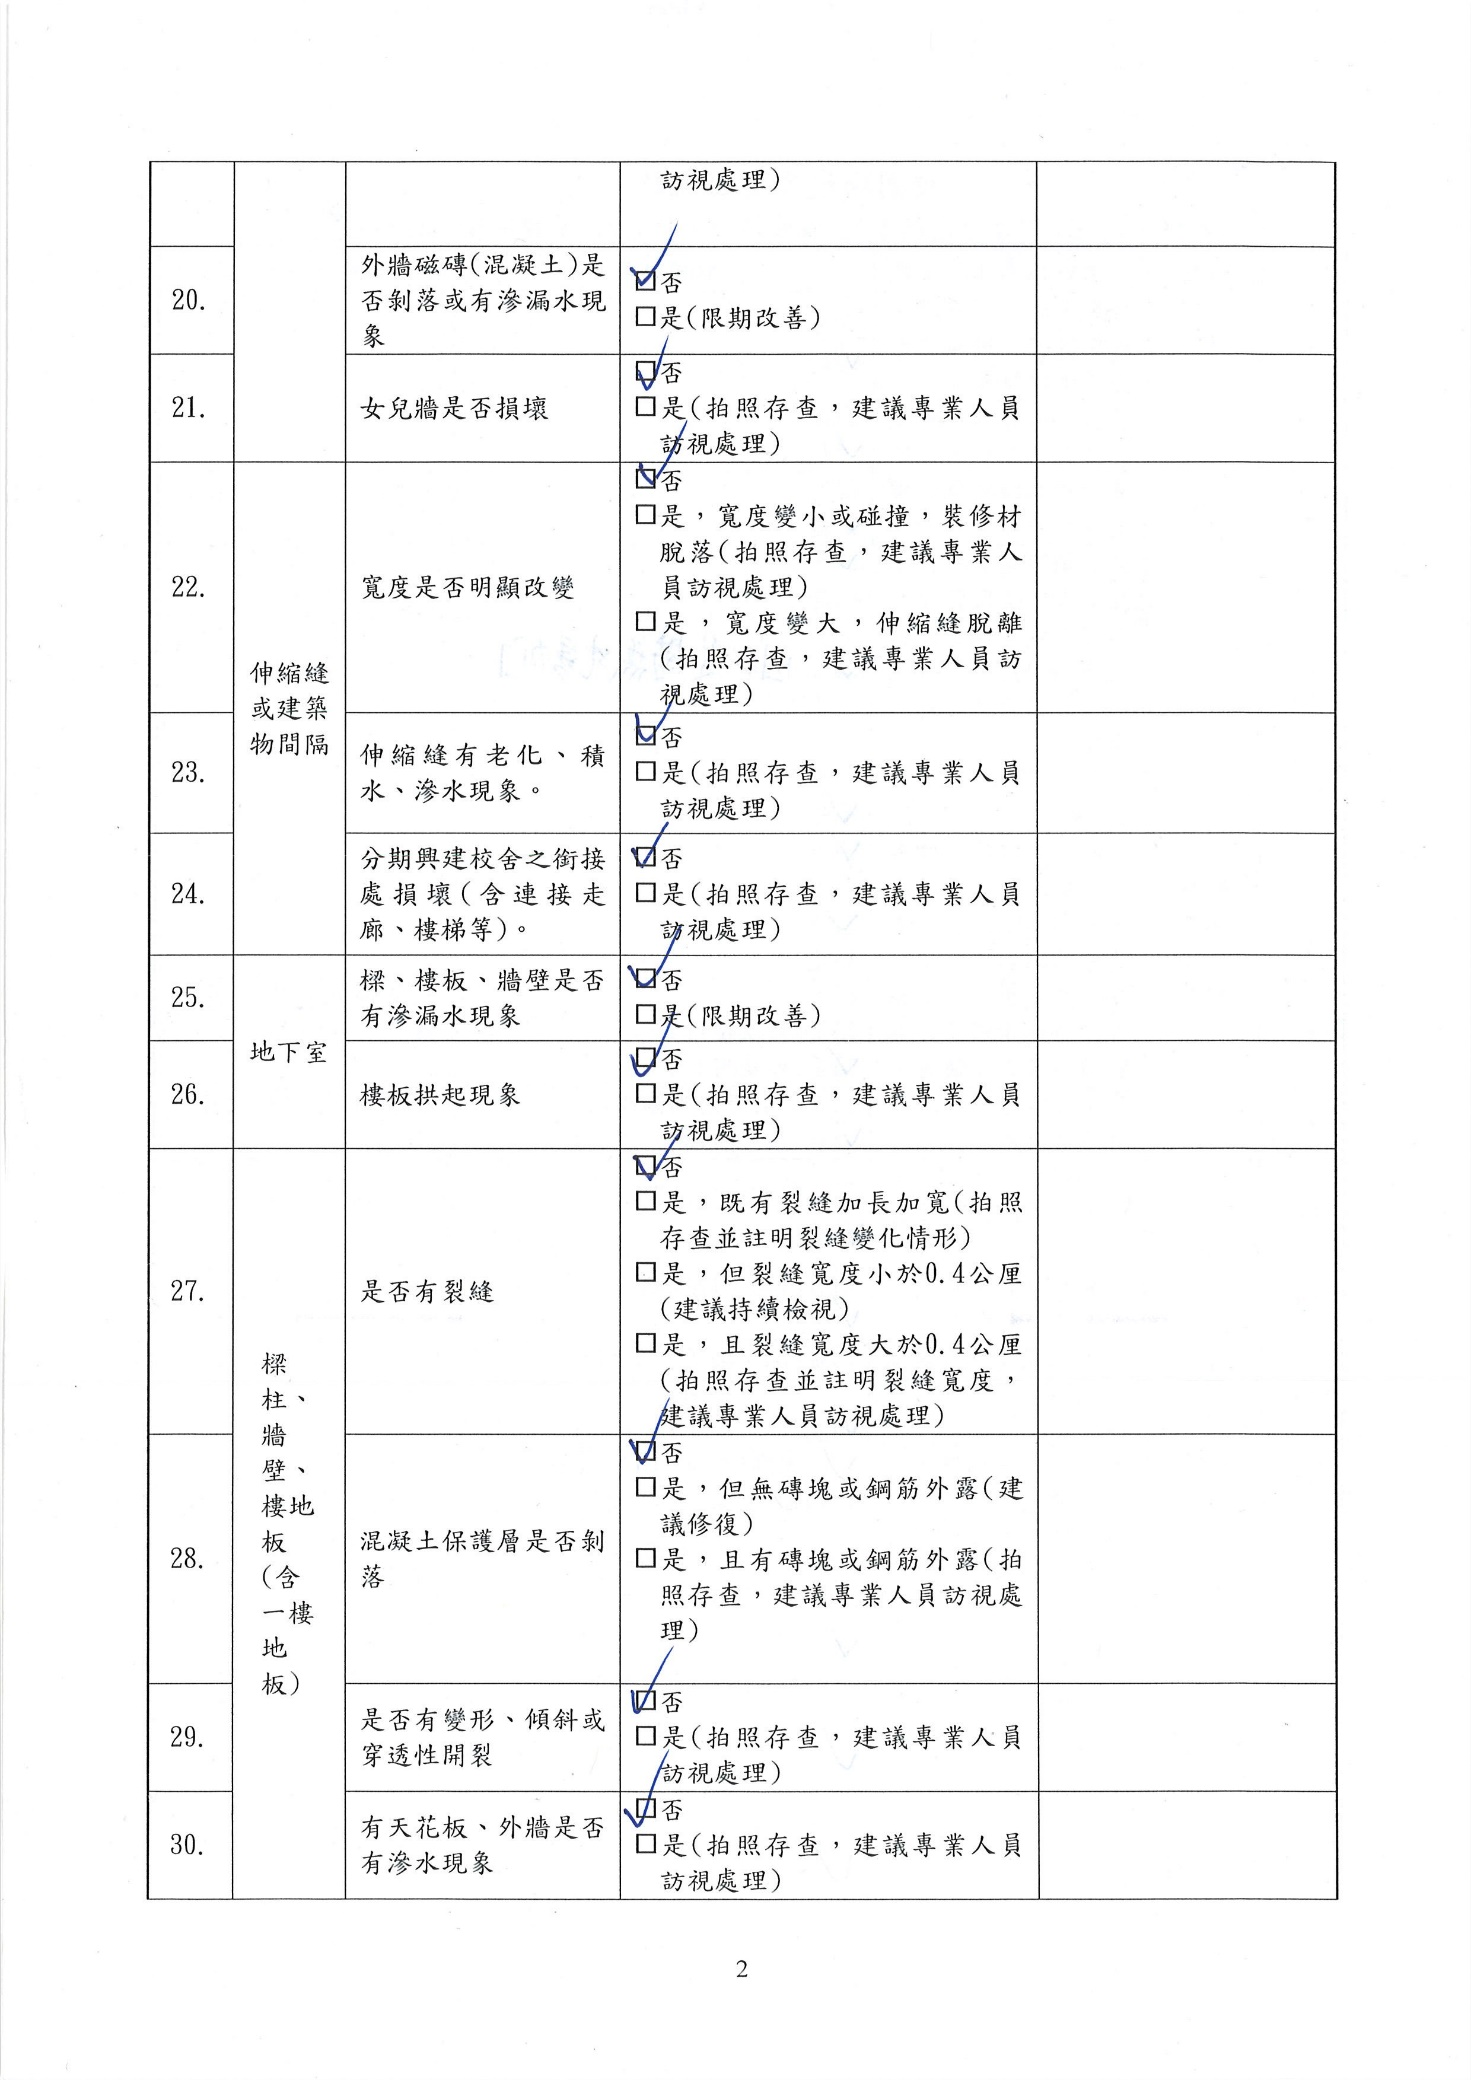 訪視處理)
20.
外牆磁磚(混凝土)是
否剝落或有滲漏水現
象
☑否
□是(限期改善)
21.
女兒牆是否損壞
☑否
□是(拍照存查，建議專業人員
訪視處理)
伸縮縫
或建築
物間隔
22.
寬度是否明顯改變
☑否
□是，寬度變小或碰撞，裝修材
脫落(拍照存查，建議專業人
員訪視處理)
□是，寬度變大，伸縮縫脫離
(拍照存查，建議專業人員訪
視處理)
23.
伸縮縫有老化、積
水、滲水現象。
☑否
□是(拍照存查，建議專業人員
訪視處理)
24.
分期興建校舍之銜接
處損壞(含連接走
廊、樓梯等)。
☑否
□是(拍照存查，建議專業人員
訪視處理)
地下室
25.
樑、樓板、牆壁是否
有滲漏水現象
☑否
□是(限期改善)
26.
樓板拱起現象
☑否
□是(拍照存查，建議專業人員
訪視處理)
樑
柱、
牆
壁、
樓地
板
(含
一樓
地
板)
27.
是否有裂縫
☑否
□是，既有裂縫加長加寬(拍照
存查並註明裂縫變化情形)
□是，但裂縫寬度小於0.4公厘
(建議持續檢視)
□是，且裂縫寬度大於0.4公厘
(拍照存查並註明裂縫寬度，
建議專業人員訪視處理)
28.
混凝土保護層是否剝
落
☑否
□是，但無磚塊或鋼筋外露(建
議修復)
□是，且有磚塊或鋼筋外露(拍
照存查，建議專業人員訪視處
理)
29.
是否有變形、傾斜或
穿透性開裂
☑否
□是(拍照存查，建議專業人員
訪視處理)
30.
有天花板、外牆是否
有滲水現象
☑否
□是(拍照存查，建議專業人員
訪視處理)
2